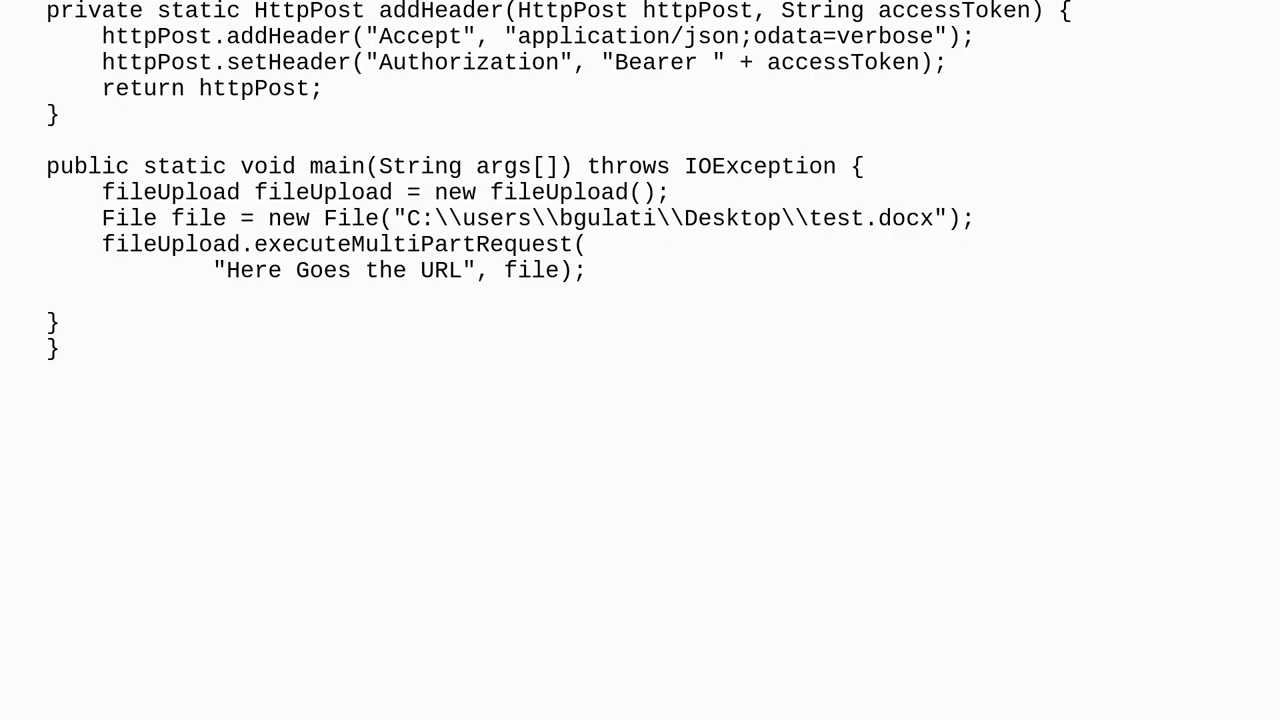 private static HttpPost addHeader(HttpPost httpPost, String accessToken) {
    httpPost.addHeader("Accept", "application/json;odata=verbose");
    httpPost.setHeader("Authorization", "Bearer " + accessToken);
    return httpPost;
}

public static void main(String args[]) throws IOException {
    fileUpload fileUpload = new fileUpload();
    File file = new File("C:\\users\\bgulati\\Desktop\\test.docx");
    fileUpload.executeMultiPartRequest(
            "Here Goes the URL", file);

}
}